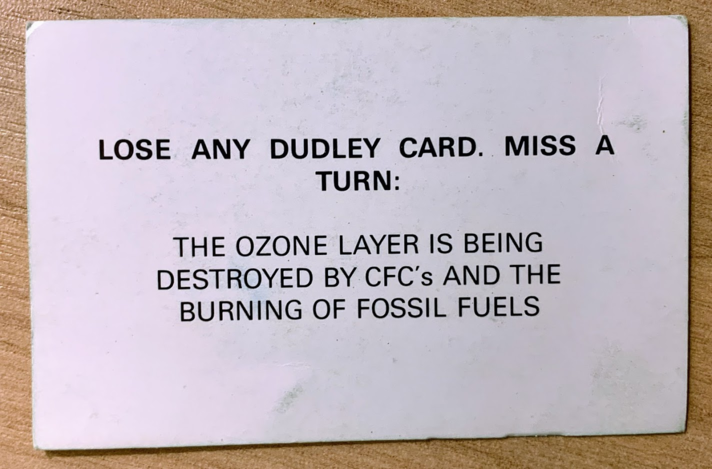 LOSE ANY DUDLEY CARD. MISS A
TURN:
THE OZONE LAYER IS BEING
DESTROYED BY CFC's AND THE
BURNING OF FOSSIL FUELS